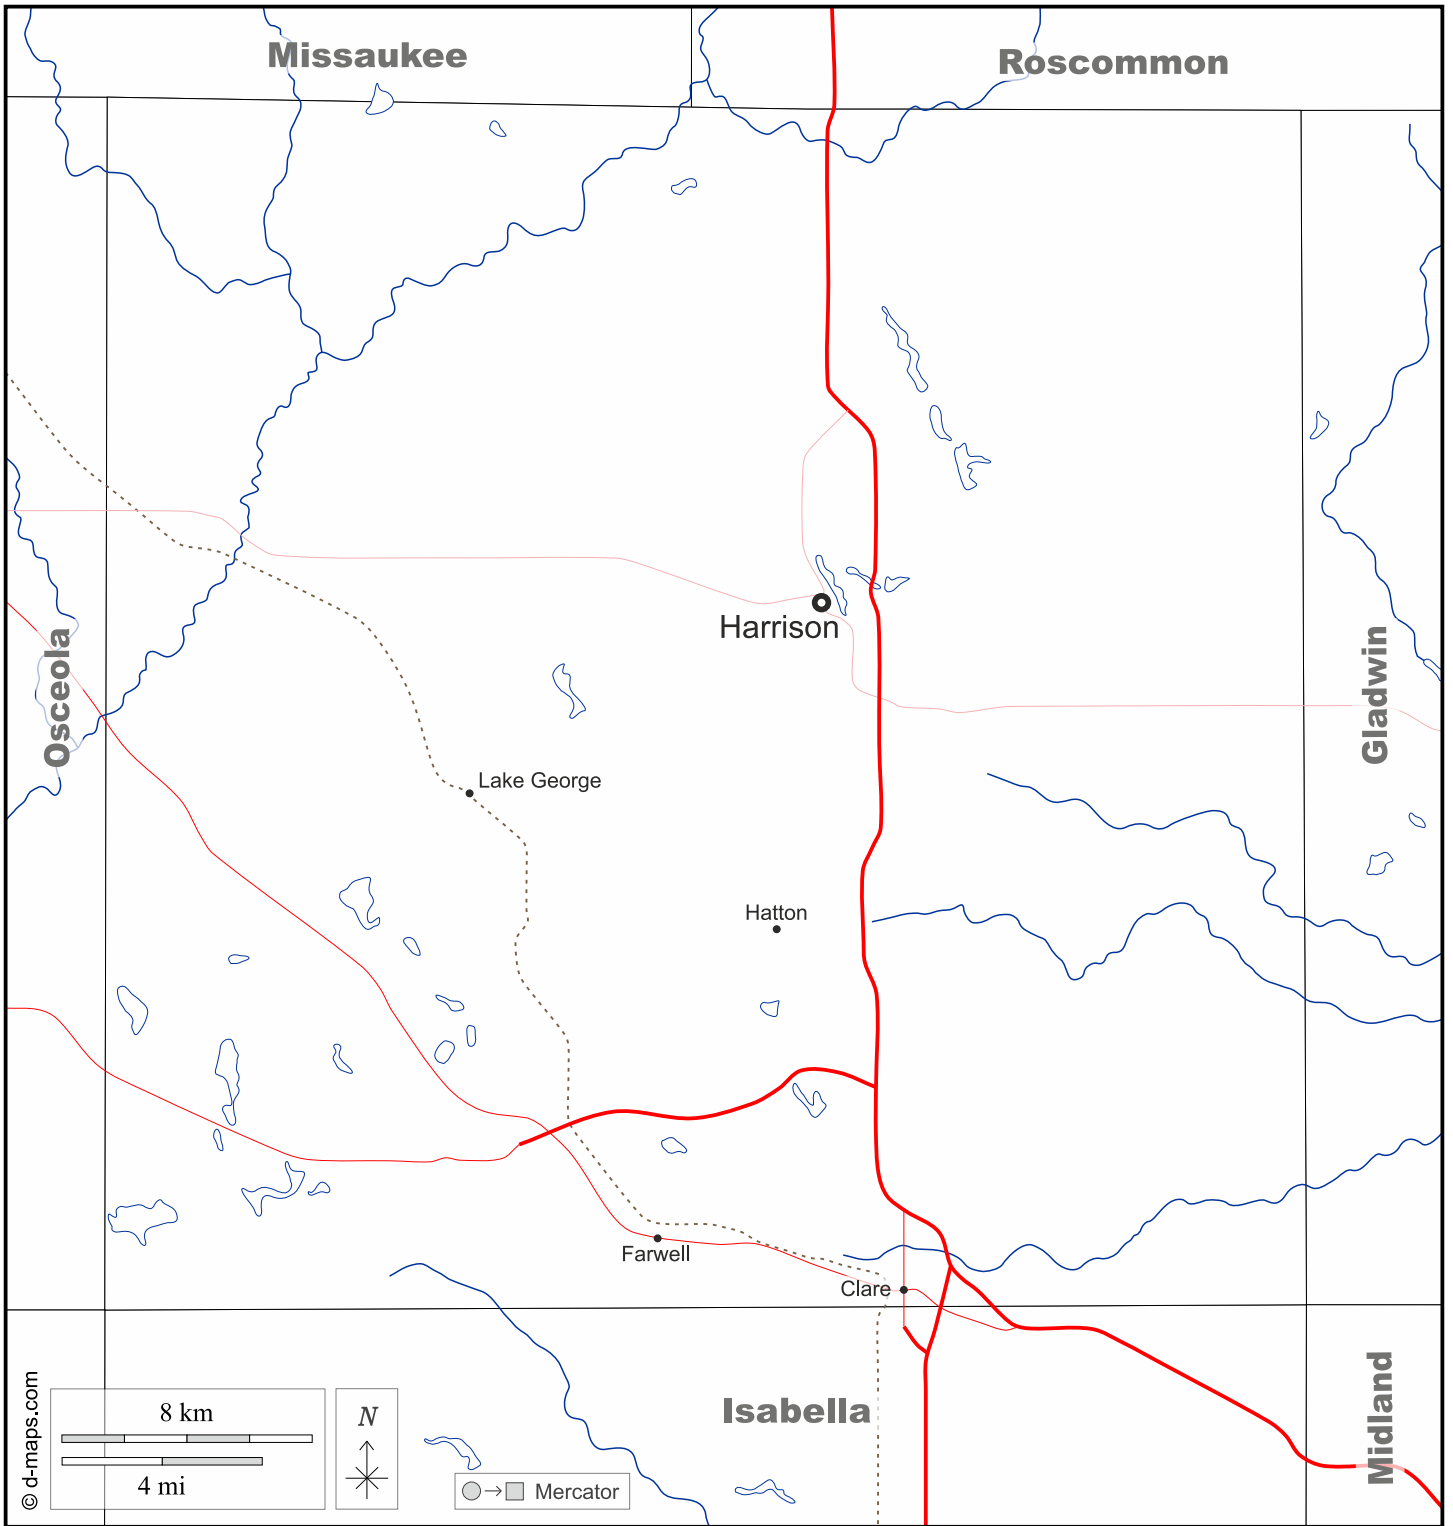 Missaukee
Roscommon
Harrison
Osceola
Gladwin
Lake George
Hatton
Farwell
Clare
Isabella
Midland
© d-maps.com
8 km
4 mi
N
Mercator